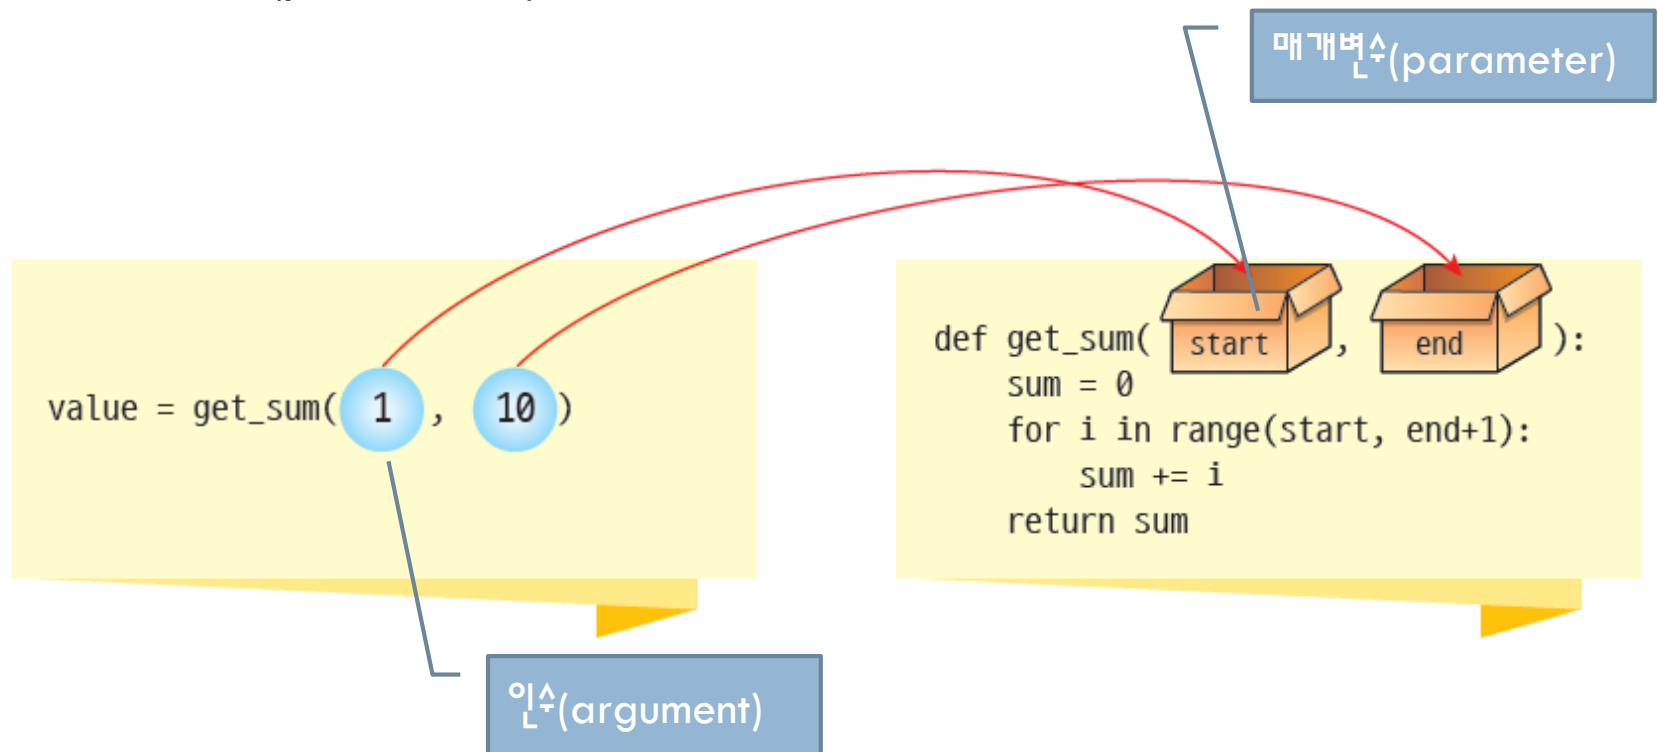 매개변수(parameter)
value = get_sum( 1 , 10 )
def get_sum( start , end ):
sum = 0
for i in range(start, end+1):
sum += i
return sum
인수(argument)